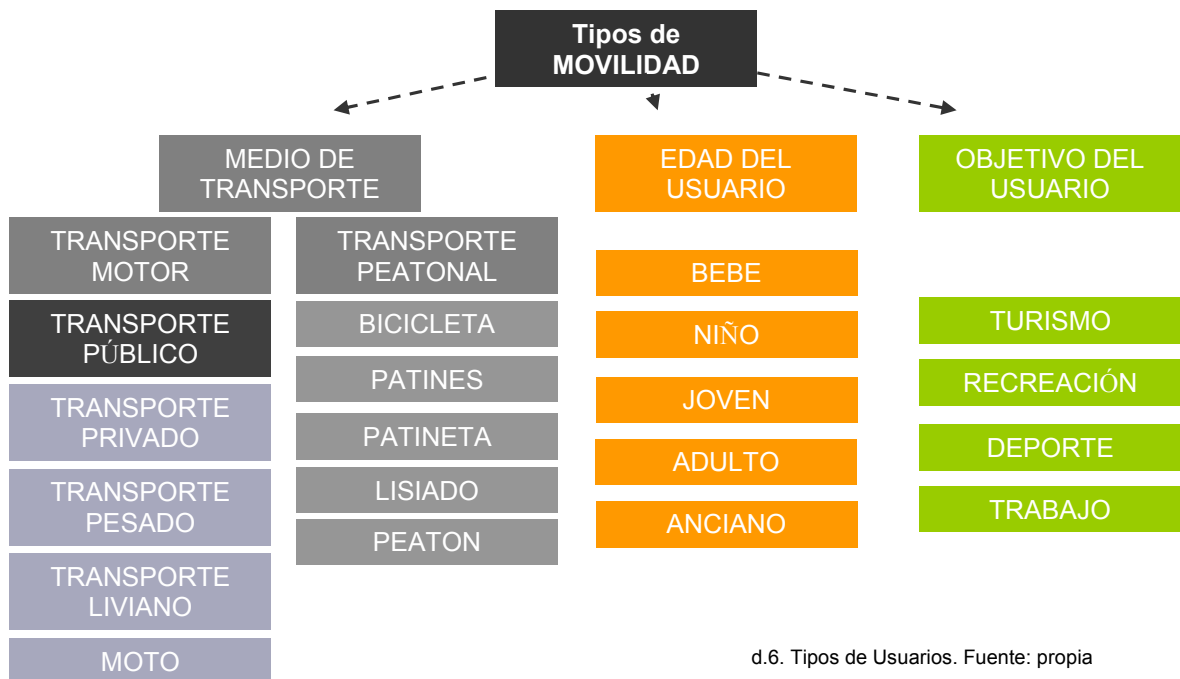 Tipos de
MOVILIDAD
MEDIO DE
TRANSPORTE
TRANSPORTE
MOTOR
TRANSPORTE
PÚBLICO
TRANSPORTE
PRIVADO
TRANSPORTE
PESADO
TRANSPORTE
LIVIANO
MOTO
TRANSPORTE
PEATONAL
BICICLETA
PATINES
PATINETA
LISIADO
PEATON
EDAD DEL
USUARIO
BEBE
NIÑO
JOVEN
ADULTO
ANCIANO
OBJETIVO DEL
USUARIO
TURISMO
RECREACIÓN
DEPORTE
TRABAJO
d.6. Tipos de Usuarios. Fuente: propia